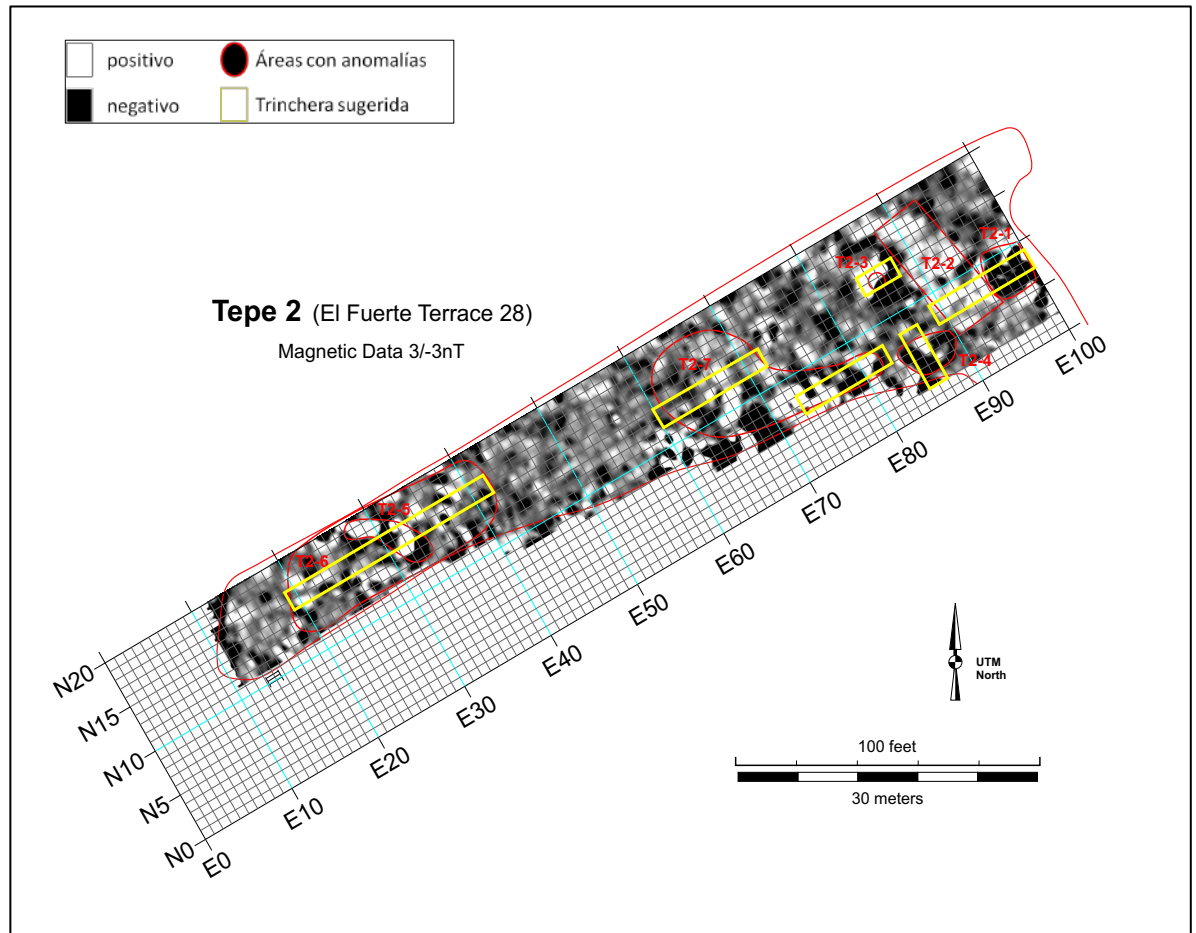 positivo
Áreas con anomalías
negativo
Trinchera sugerida
Tepe 2 (El Fuerte Terrace 28)
Magnetic Data 3/-3nT
T2-1
T2-3
T2-2
T2-4
T2-7
T2-5
T2-6
E100
E90
E80
E70
E60
E50
E40
E30
E20
E10
E0
N20
N15
N10
N5
N0
UTM
North
100 feet
30 meters